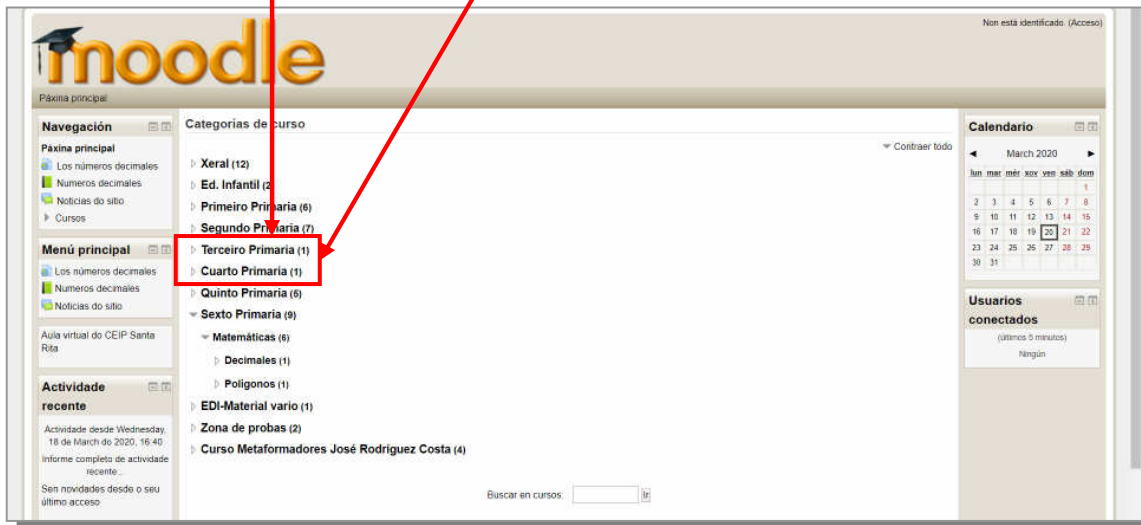 Non está identificado. (Acceso)
moodle
Páxina principal
Navegación
Páxina principal
Los números decimales
Numeros decimales
Noticias do sitio
Cursos
Menú principal
Los números decimales
Numeros decimales
Noticias do sitio
Aula virtual do CEIP Santa
Rita
Actividade
recente
Actividade desde Wednesday,
18 de March do 2020, 16:40
Informe completo de actividade
recente...
Sen novidades desde o seu
último acceso
Categorías de curso
Contraer todo
Xeral (12)
Ed. Infantil (2)
Primeiro Primaria (6)
Segundo Primaria (7)
Terceiro Primaria (1)
Cuarto Primaria (1)
Quinto Primaria (5)
Sexto Primaria (9)
Matemáticas (6)
Decimales (1)
Poligonos (1)
EDI-Material vario (1)
Zona de probas (2)
Curso Metaformadores José Rodríguez Costa (4)
Buscar en cursos:
Ir
Calendario
March 2020
lun mar mér xov ven sáb dom
1
2 3 4 5 6 7 8
9 10 11 12 13 14 15
16 17 18 19 20 21 22
23 24 25 26 27 28 29
30 31
Usuarios
conectados
(últimos 5 minutos)
Ningún